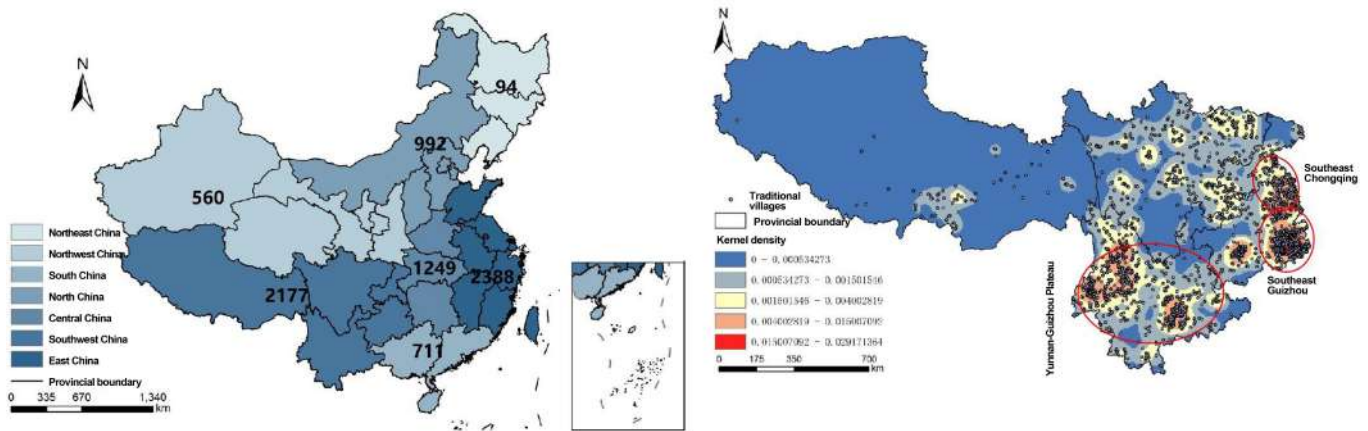 N
94
992
560
1249
2388
2177
711
Northeast China
Northwest China
South China
North China
Central China
Southwest China
East China
Provincial boundary
0 335 670 1,340
km
N
Southeast
Chongqing
Traditional
villages
Provincial boundary
Kernel density
0 - 0.000534273
0.000534273 - 0.001501546
0.001501546 - 0.004002819
0.004002819 - 0.015007092
0.015007092 - 0.029171364
0 175 350 700
km
Yunnan-Guizhou Plateau
Southeast
Guizhou